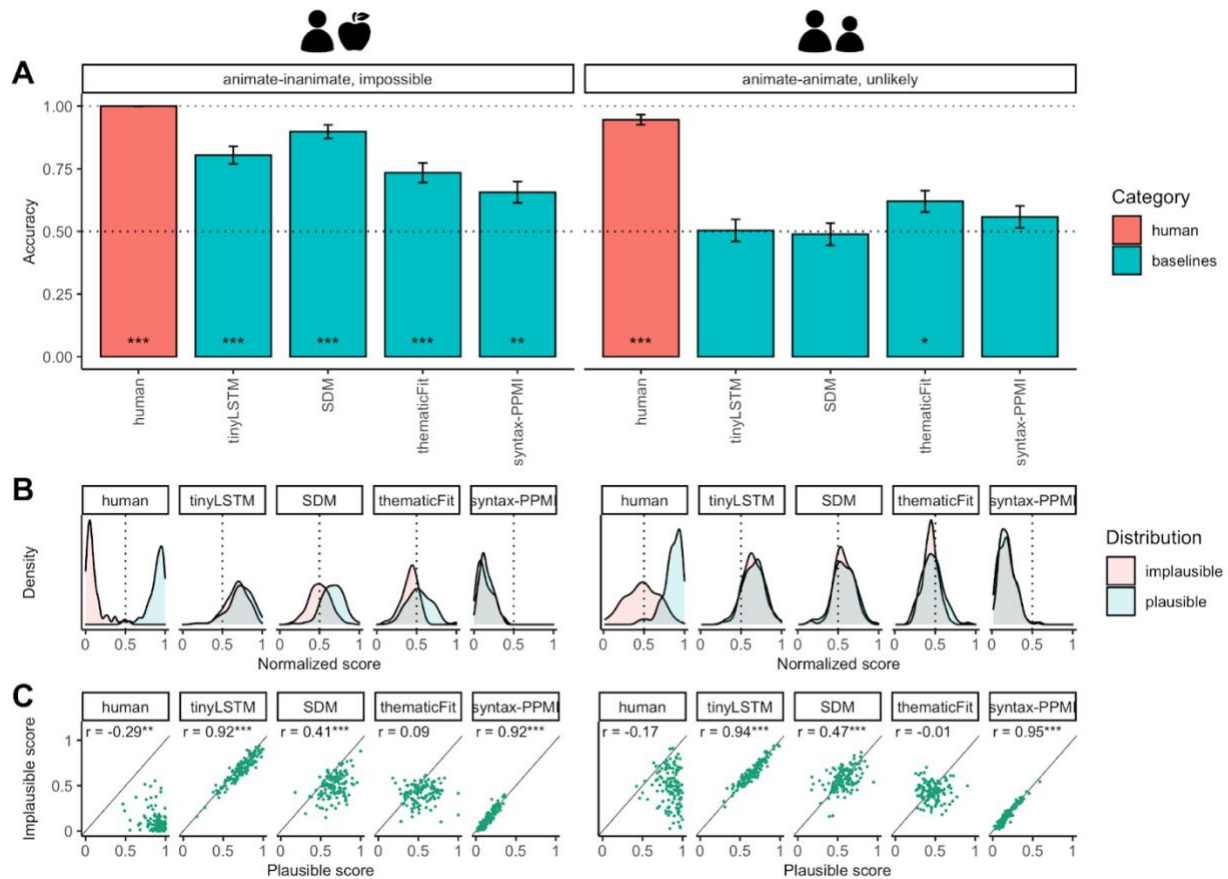 A
animate-inanimate, impossible
animate-animate, unlikely
Accuracy
1.00
0.75
0.50
0.25
0.00
*** *** *** *** **
*** *
human tinyLSTM SDM thematicFit syntax-PPMI
human tinyLSTM SDM thematicFit syntax-PPMI
Category
human
baselines
B
human tinyLSTM SDM thematicFit syntax-PPMI
human tinyLSTM SDM thematicFit syntax-PPMI
Density
0 0.5 1 0 0.5 1 0 0.5 1 0 0.5 1 0 0.5 1
0 0.5 1 0 0.5 1 0 0.5 1 0 0.5 1 0 0.5 1
Normalized score
Normalized score
Distribution
implausible
plausible
C
human tinyLSTM SDM thematicFit syntax-PPMI
human tinyLSTM SDM thematicFit syntax-PPMI
Implausible score
1
0.5
0
r = -0.29** r = 0.92*** r = 0.41*** r = 0.09 r = 0.92***
r = -0.17 r = 0.94*** r = 0.47*** r = -0.01 r = 0.95***
0 0.5 1 0 0.5 1 0 0.5 1 0 0.5 1 0 0.5 1
0 0.5 1 0 0.5 1 0 0.5 1 0 0.5 1 0 0.5 1
Plausible score
Plausible score